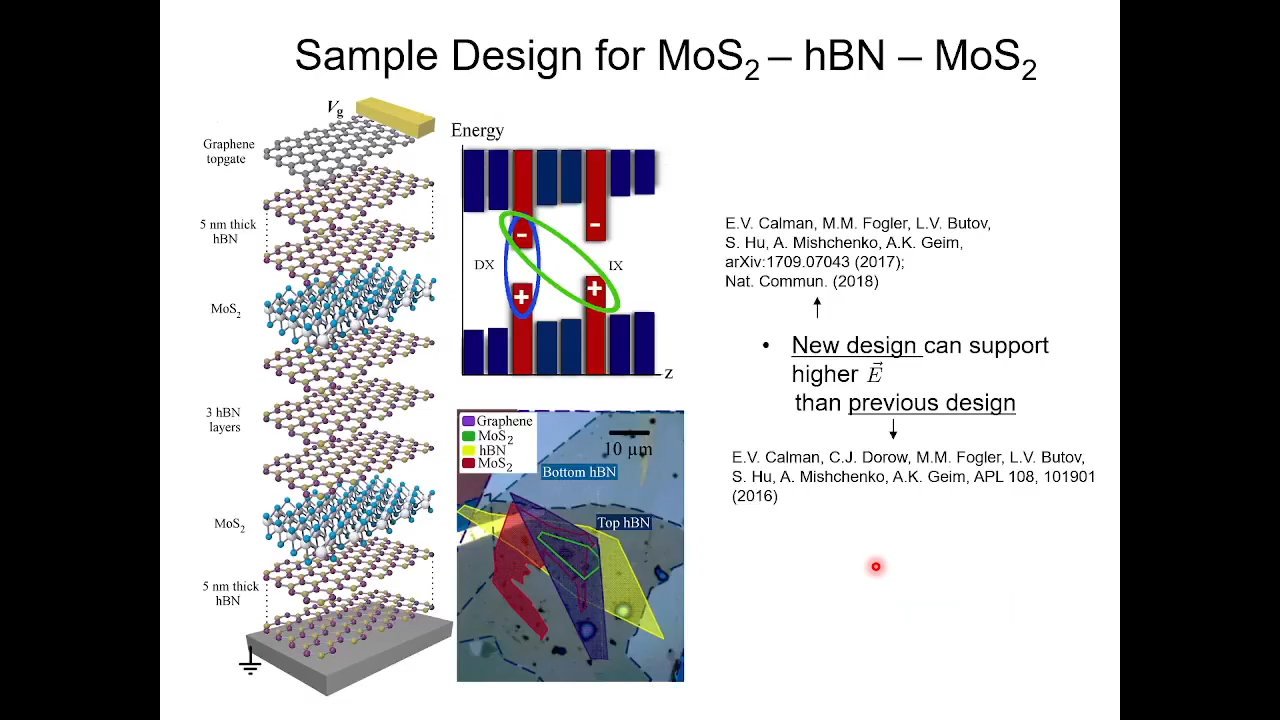 Sample Design for MoS2 – hBN – MoS2
Vg
Graphene
topgate
5 nm thick
hBN
MoS2
3 hBN
layers
MoS2
5 nm thick
hBN
Energy
-
-
DX
IX
+
+
z
Graphene
MoS2
hBN
MoS2
10 µm
Bottom hBN
Top hBN
E.V. Calman, M.M. Fogler, L.V. Butov,
S. Hu, A. Mishchenko, A.K. Geim,
arXiv:1709.07043 (2017);
Nat. Commun. (2018)
• New design can support
higher E⃗
than previous design
E.V. Calman, C.J. Dorow, M.M. Fogler, L.V. Butov,
S. Hu, A. Mishchenko, A.K. Geim, APL 108, 101901
(2016)